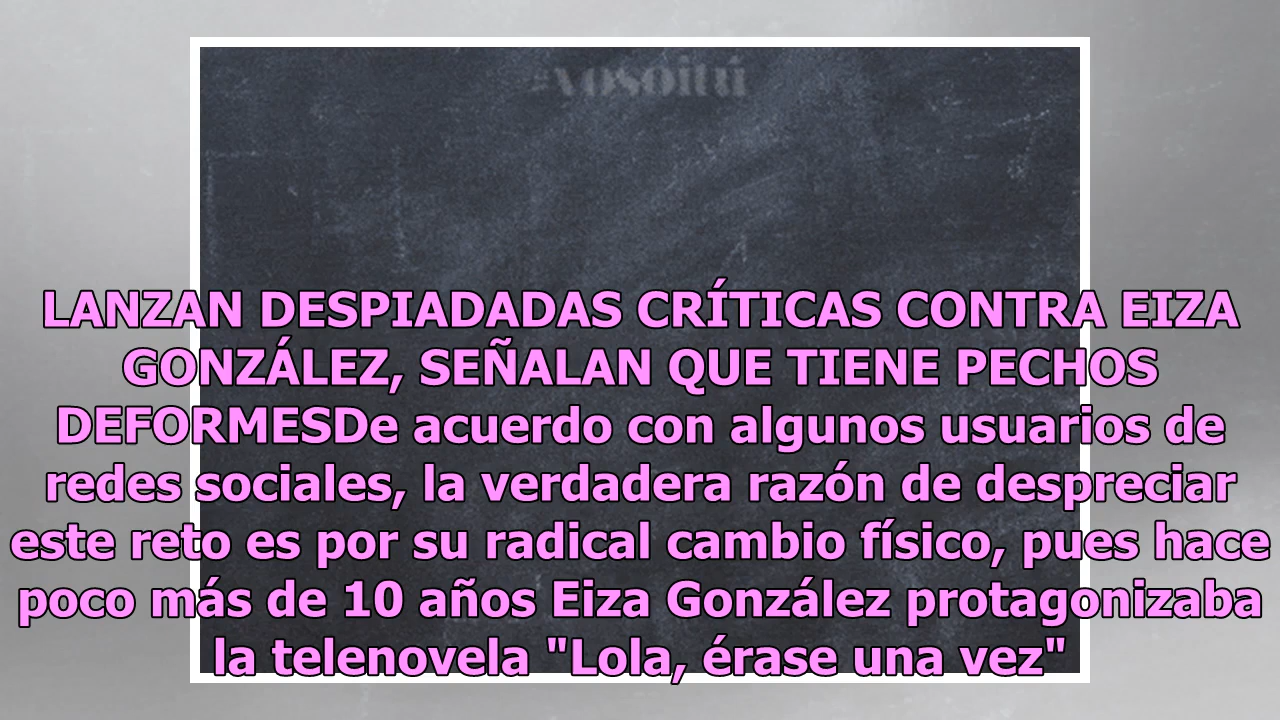 #YoSoitú
LANZAN DESPIADADAS CRÍTICAS CONTRA EIZA
GONZÁLEZ, SEÑALAN QUE TIENE PECHOS
DEFORMESDe acuerdo con algunos usuarios de
redes sociales, la verdadera razón de despreciar
este reto es por su radical cambio físico, pues hace
poco más de 10 años Eiza González protagonizaba
la telenovela "Lola, érase una vez"